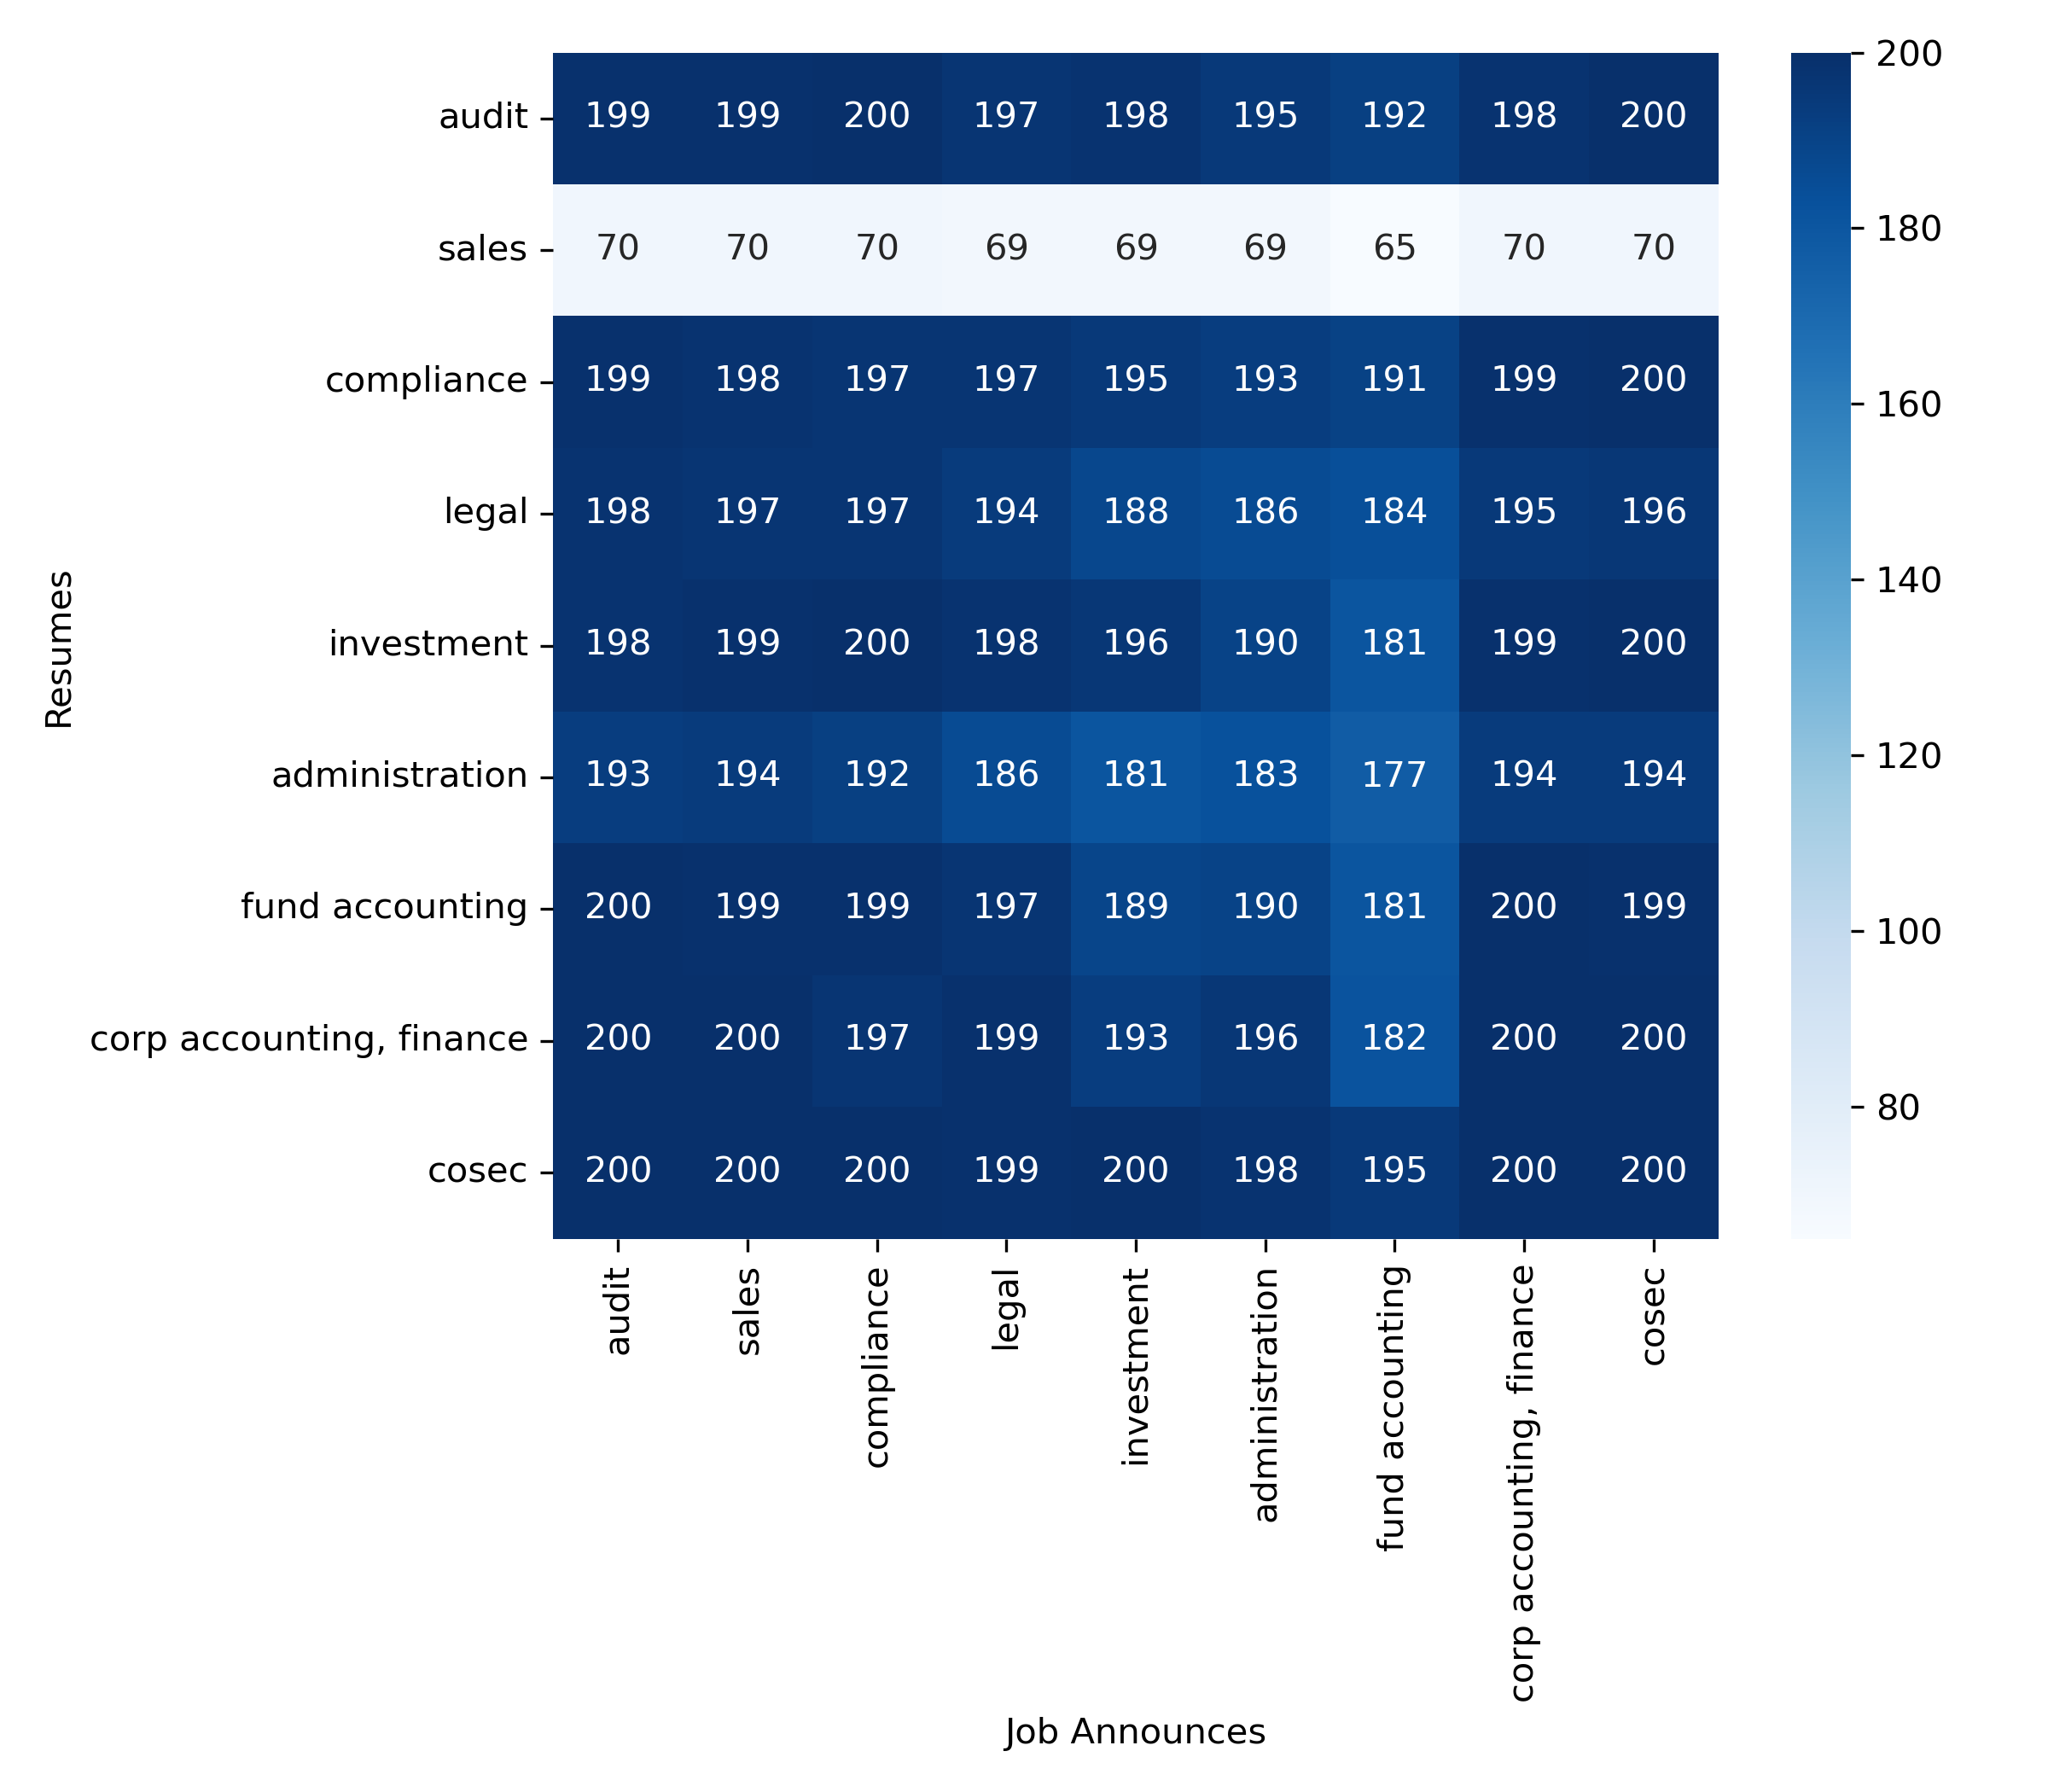 audit 199 199 200 197 198 195 192 198 200
sales 70 70 70 69 69 69 65 70 70
compliance 199 198 197 197 195 193 191 199 200
legal 198 197 197 194 188 186 184 195 196
investment 198 199 200 198 196 190 181 199 200
administration 193 194 192 186 181 183 177 194 194
fund accounting 200 199 199 197 189 190 181 200 199
corp accounting, finance 200 200 197 199 193 196 182 200 200
cosec 200 200 200 199 200 198 195 200 200
Resumes
audit
sales
compliance
legal
investment
administration
fund accounting
corp accounting, finance
cosec
Job Announces
200
180
160
140
120
100
80